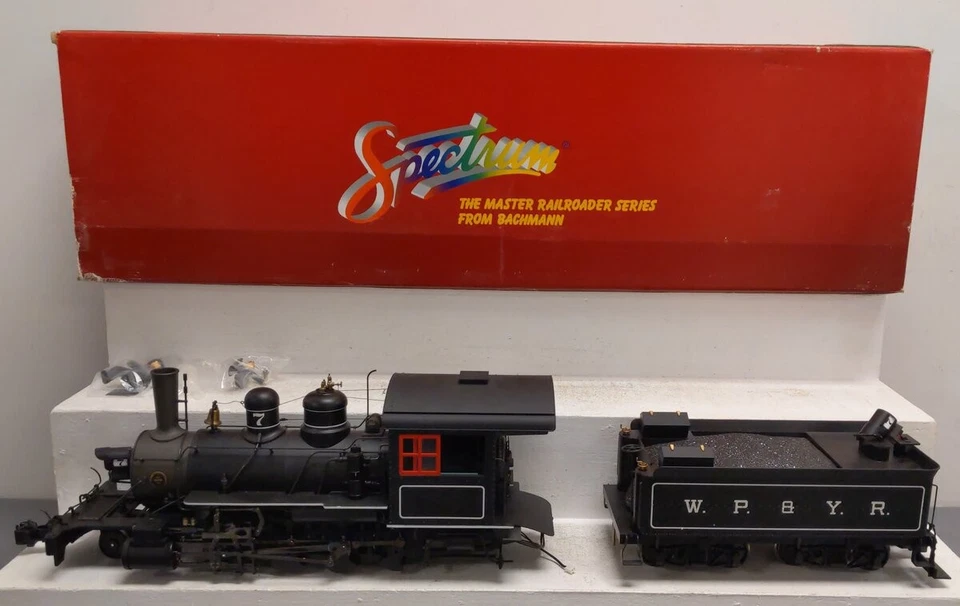 Spectrum®
THE MASTER RAILROADER SERIES
FROM BACHMANN
7
W. P. & Y. R.